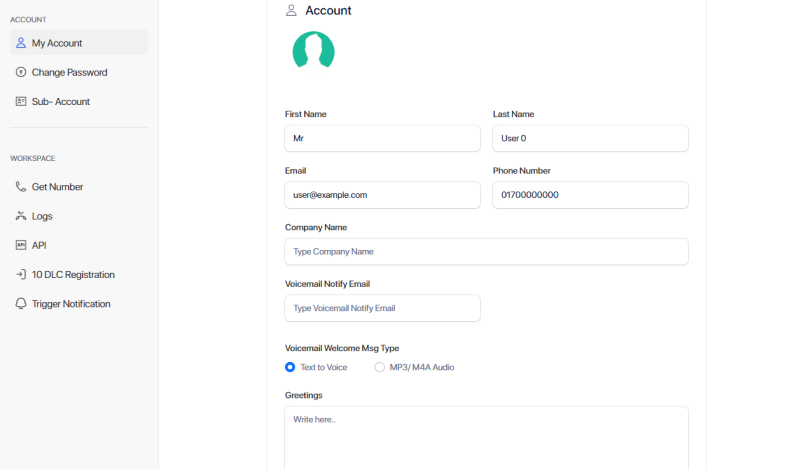 ACCOUNT
My Account
Change Password
Sub- Account
WORKSPACE
Get Number
Logs
API
API
10 DLC Registration
Trigger Notification
Account
First Name
Last Name
Mr
User 0
Email
Phone Number
user@example.com
01700000000
Company Name
Type Company Name
Voicemail Notify Email
Type Voicemail Notify Email
Voicemail Welcome Msg Type
Text to Voice
MP3/ M4A Audio
Greetings
Write here..